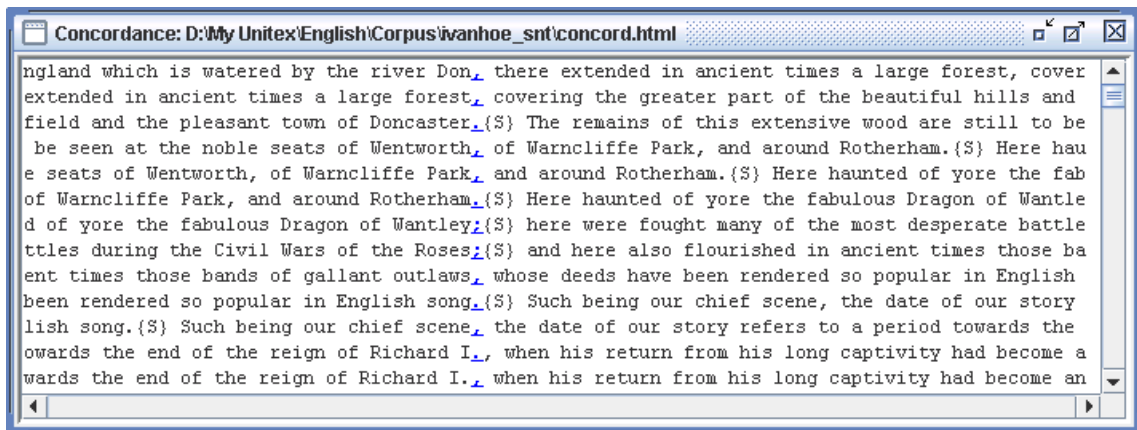 Concordance: D:\My Unitex\English\Corpus\ivanhoe_snt\concord.html
ngland which is watered by the river Don, there extended in ancient times a large forest, cover
extended in ancient times a large forest, covering the greater part of the beautiful hills and
field and the pleasant town of Doncaster.{S} The remains of this extensive wood are still to be
be seen at the noble seats of Wentworth, of Warncliffe Park, and around Rotherham.{S} Here hau
e seats of Wentworth, of Warncliffe Park, and around Rotherham.{S} Here haunted of yore the fab
of Warncliffe Park, and around Rotherham.{S} Here haunted of yore the fabulous Dragon of Wantle
d of yore the fabulous Dragon of Wantley;{S} here were fought many of the most desperate battle
ttles during the Civil Wars of the Roses;{S} and here also flourished in ancient times those ba
ent times those bands of gallant outlaws, whose deeds have been rendered so popular in English
been rendered so popular in English song.{S} Such being our chief scene, the date of our story
lish song.{S} Such being our chief scene, the date of our story refers to a period towards the
owards the end of the reign of Richard I., when his return from his long captivity had become a
wards the end of the reign of Richard I., when his return from his long captivity had become an